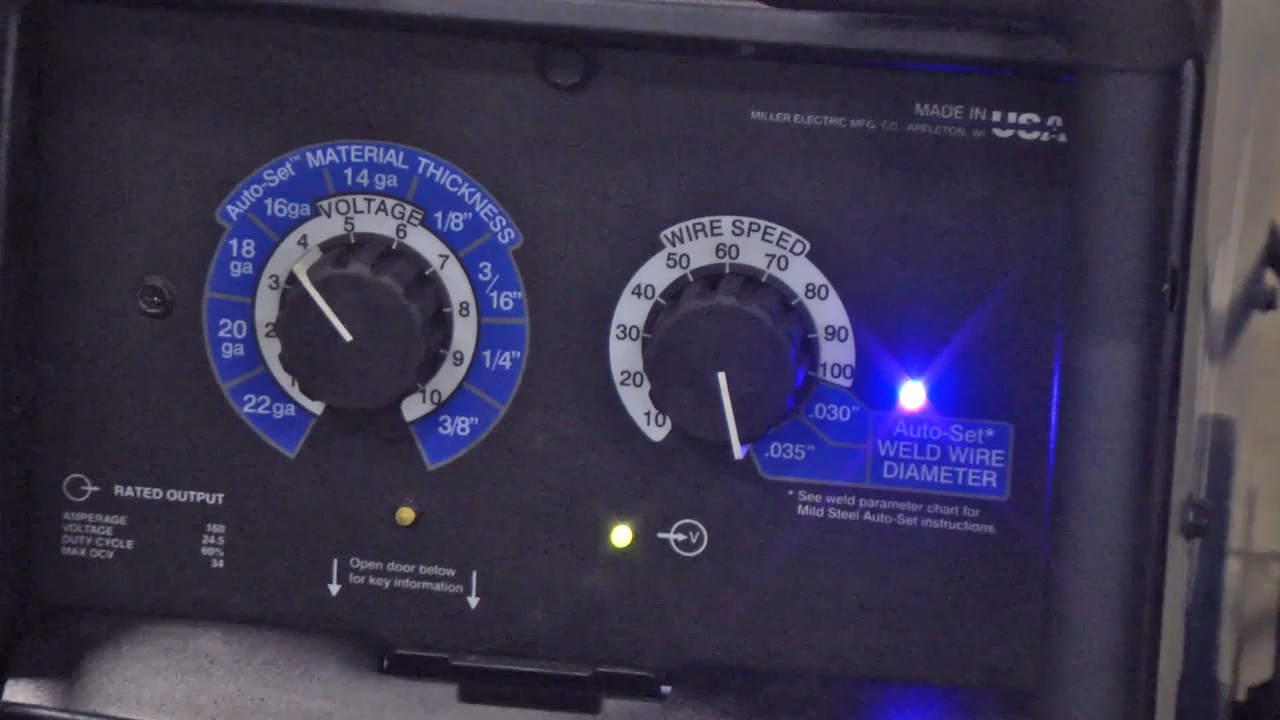 MADE IN USA
MILLER ELECTRIC MFG. CO. APPLETON, WI
Auto-Set™ MATERIAL THICKNESS
22ga
20 ga
18 ga
16ga
14 ga
1/8"
3/16"
1/4"
3/8"
VOLTAGE
1 2 3 4 5 6 7 8 9 10
WIRE SPEED
10 20 30 40 50 60 70 80 90 100
.030"
.035"
Auto-Set*
WELD WIRE
DIAMETER
* See weld parameter chart for
Mild Steel Auto-Set instructions.
RATED OUTPUT
AMPERAGE 160
VOLTAGE 24.5
DUTY CYCLE 60%
MAX OCV 34
Open door below
for key information
V